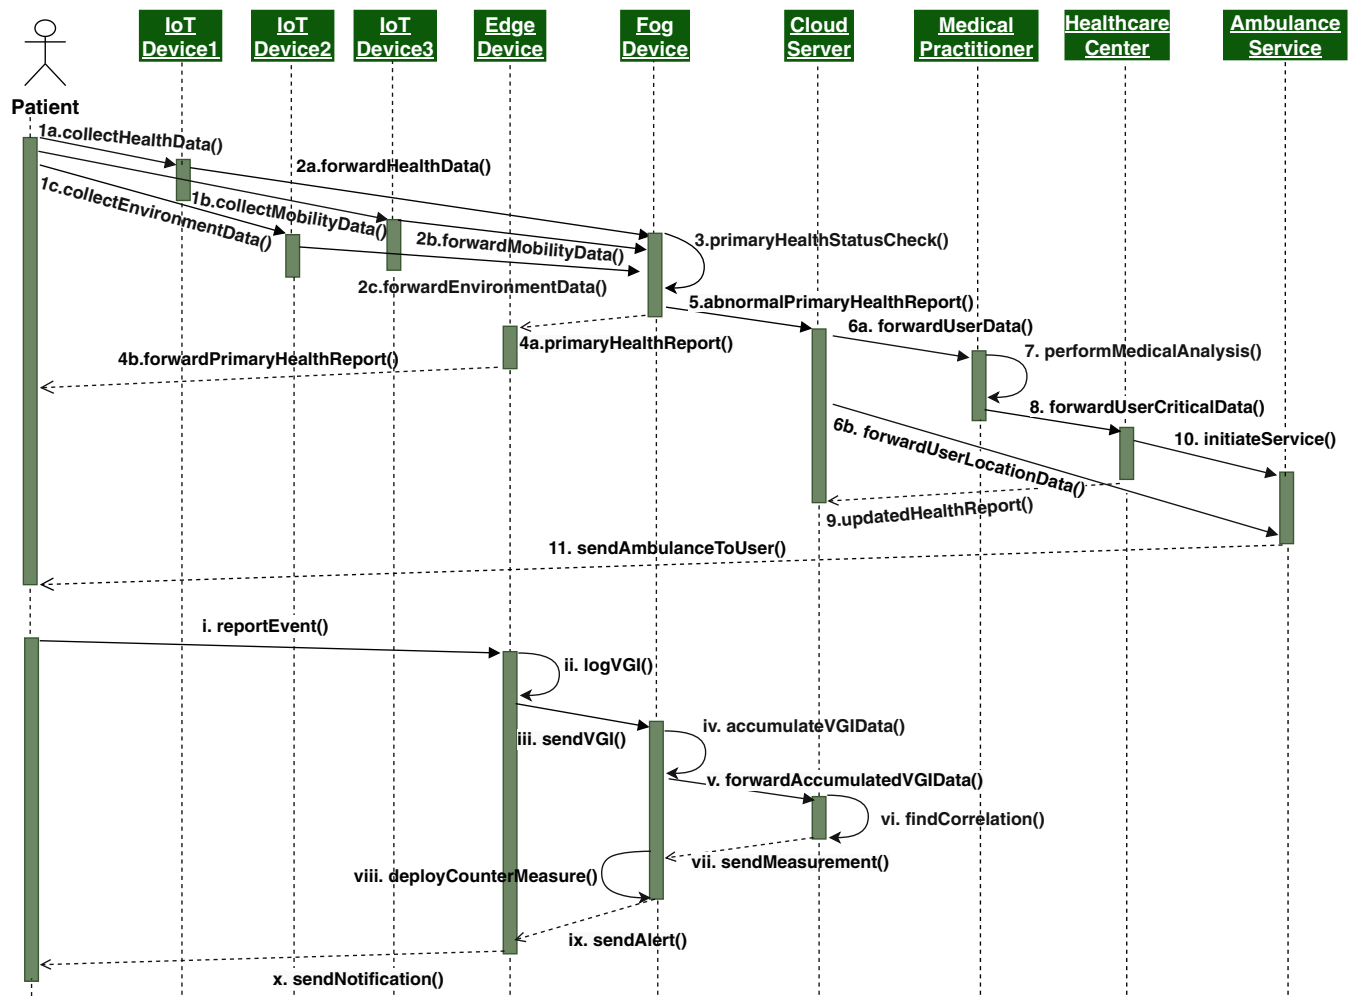 IoT
Device1
IoT
Device2
IoT
Device3
Edge
Device
Fog
Device
Cloud
Server
Medical
Practitioner
Healthcare
Center
Ambulance
Service
Patient
1a.collectHealthData()
2a.forwardHealthData()
1c.collectEnvironmentData()
1b.collectMobilityData()
2b.forwardMobilityData()
3.primaryHealthStatusCheck()
2c.forwardEnvironmentData()
5.abnormalPrimaryHealthReport()
6a. forwardUserData()
4a.primaryHealthReport()
7. performMedicalAnalysis()
4b.forwardPrimaryHealthReport()
8. forwardUserCriticalData()
6b. forwardUserLocationData()
10. initiateService()
9.updatedHealthReport()
11. sendAmbulanceToUser()
i. reportEvent()
ii. logVGI()
iii. sendVGI()
iv. accumulateVGIData()
v. forwardAccumulatedVGIData()
vi. findCorrelation()
vii. sendMeasurement()
viii. deployCounterMeasure()
ix. sendAlert()
x. sendNotification()